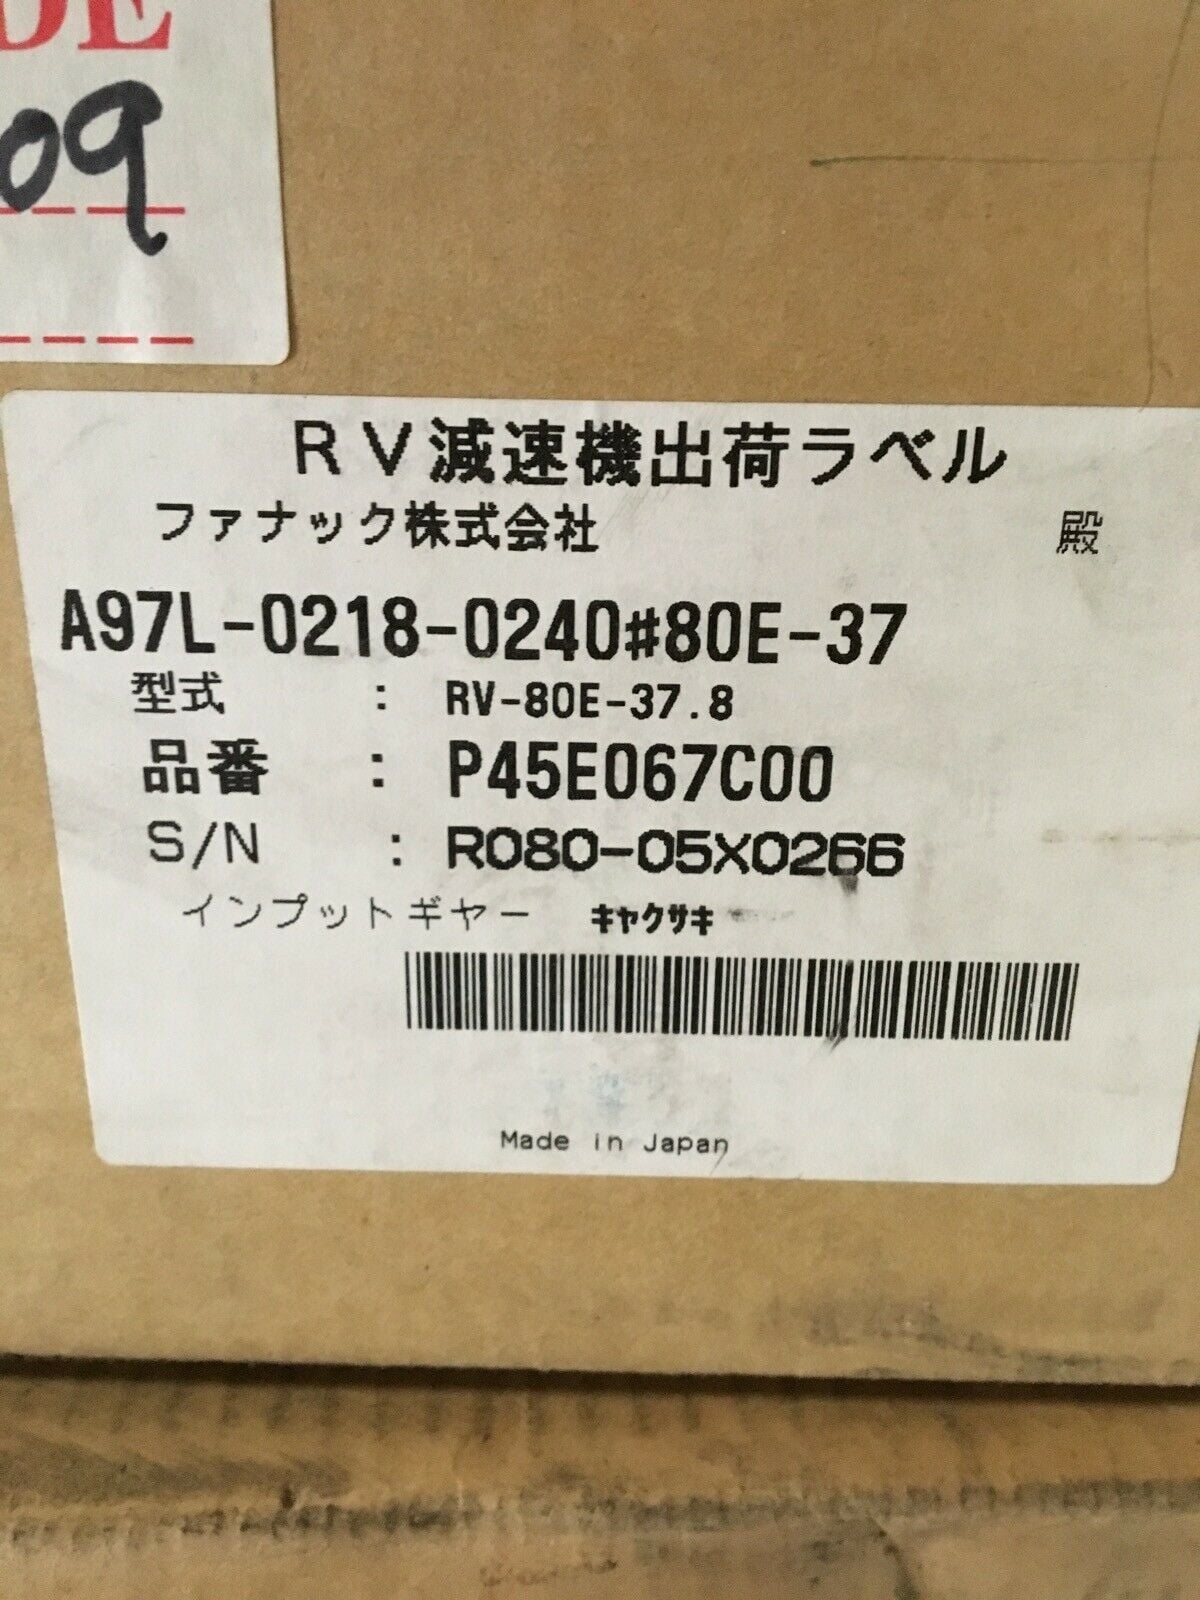 DE
09
RV減速機出荷ラベル
ファナック株式会社 殿
A97L-0218-0240#80E-37
型式 : RV-80E-37.8
品番 : P45E067C00
S/N : R080-05X0266
インプットギヤー ｷﾔｸｻｷ
Made in Japan